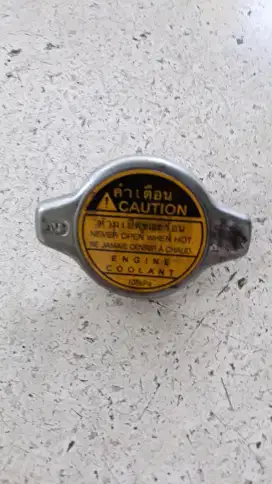 คำเตือน
⚠ CAUTION
ห้ามเปิดขณะร้อน
NEVER OPEN WHEN HOT
NE JAMAIS OUVRIR À CHAUD.
ENGINE
COOLANT
108kPa